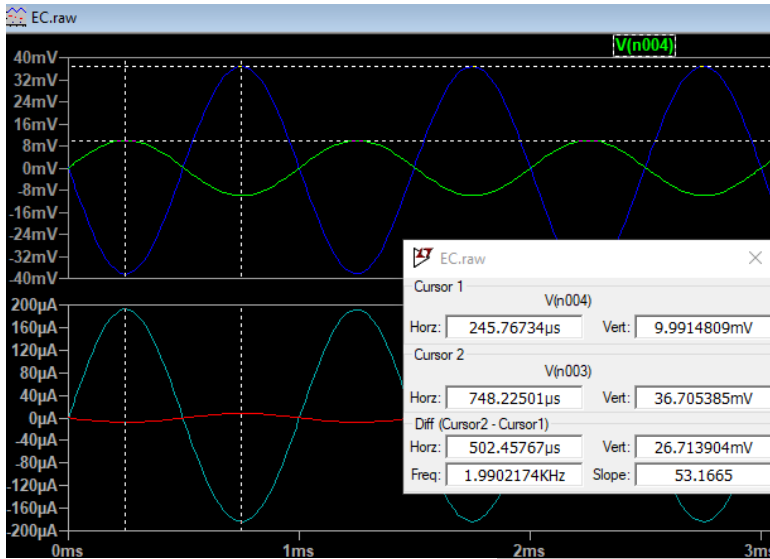 EC.raw
V(n004)
40mV
32mV
24mV
16mV
8mV
0mV
-8mV
-16mV
-24mV
-32mV
-40mV
200µA
160µA
120µA
80µA
40µA
0µA
-40µA
-80µA
-120µA
-160µA
-200µA
0ms
1ms
2ms
3m
EC.raw
Cursor 1
V(n004)
Horz: 245.76734µs Vert: 9.9914809mV
Cursor 2
V(n003)
Horz: 748.22501µs Vert: 36.705385mV
Diff (Cursor2 - Cursor1)
Horz: 502.45767µs Vert: 26.713904mV
Freq: 1.9902174KHz Slope: 53.1665